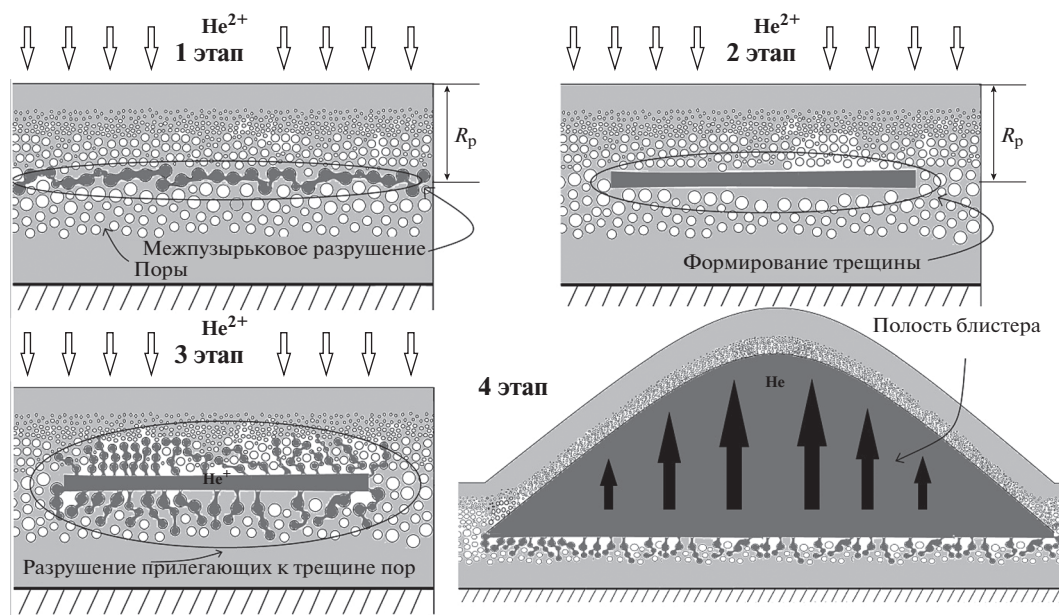 He²⁺
1 этап
Rₚ
Межпузырьковое разрушение
Поры
He²⁺
2 этап
Rₚ
Формирование трещины
He²⁺
3 этап
He⁺
Разрушение прилегающих к трещине пор
4 этап
Полость блистера
He